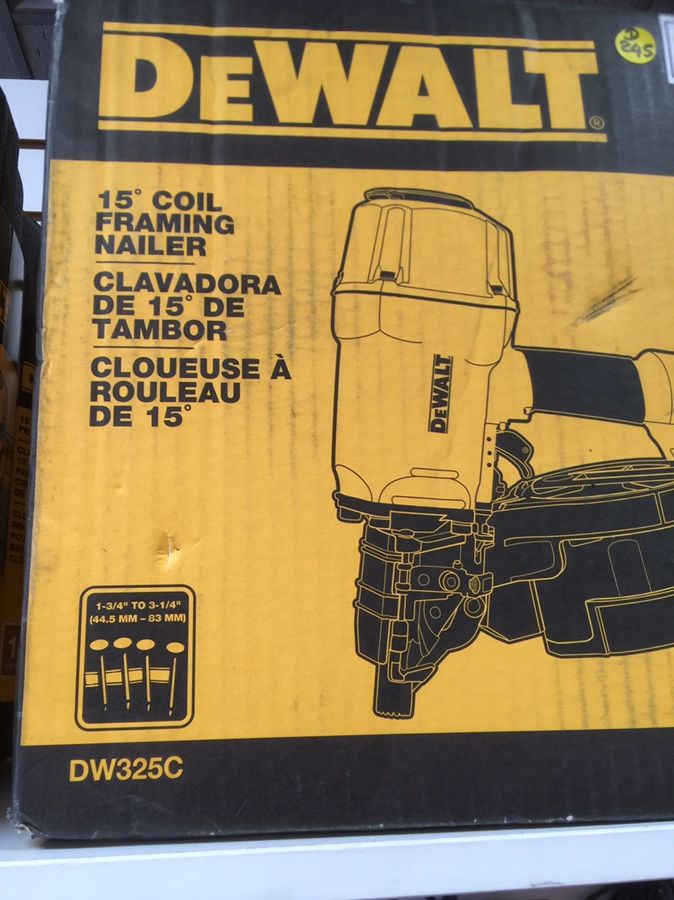 DEWALT®
D
245
15° COIL
FRAMING
NAILER
CLAVADORA
DE 15° DE
TAMBOR
CLOUEUSE À
ROULEAU
DE 15°
DEWALT
1-3/4" TO 3-1/4"
(44.5 MM – 83 MM)
DW325C